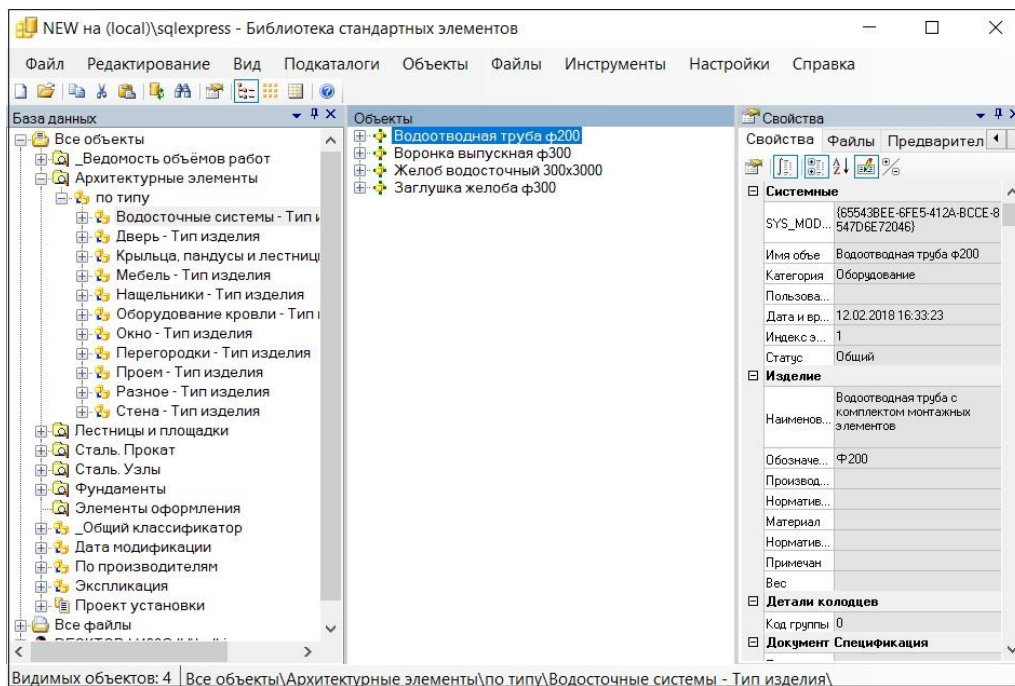 NEW на (local)\sqlexpress - Библиотека стандартных элементов
Файл Редактирование Вид Подкаталоги Объекты Файлы Инструменты Настройки Справка
База данных
Все объекты
_Ведомость объёмов работ
Архитектурные элементы
по типу
Водосточные системы - Тип и
Дверь - Тип изделия
Крыльца, пандусы и лестниц
Мебель - Тип изделия
Нащельники - Тип изделия
Оборудование кровли - Тип
Окно - Тип изделия
Перегородки - Тип изделия
Проем - Тип изделия
Разное - Тип изделия
Стена - Тип изделия
Лестницы и площадки
Сталь. Прокат
Сталь. Узлы
Фундаменты
Элементы оформления
_Общий классификатор
Дата модификации
По производителям
Экспликация
Проект установки
Все файлы
Объекты
Водоотводная труба ф200
Воронка выпускная ф300
Желоб водосточный 300x3000
Заглушка желоба ф300
Свойства
Свойства Файлы Предварител
Системные
SYS_MOD... {65543BEE-6FE5-412A-BCCE-8
547D6E72046}
Имя объе Водоотводная труба ф200
Категория Оборудование
Пользова...
Дата и вр... 12.02.2018 16:33:23
Индекс э... 1
Статус Общий
Изделие
Наименов... Водоотводная труба с
комплектом монтажных
элементов
Обозначе... Ф200
Производ...
Норматив...
Материал
Норматив...
Примечан
Вес
Детали колодцев
Код группы 0
Документ Спецификация
Видимых объектов: 4 Все объекты\Архитектурные элементы\по типу\Водосточные системы - Тип изделия\